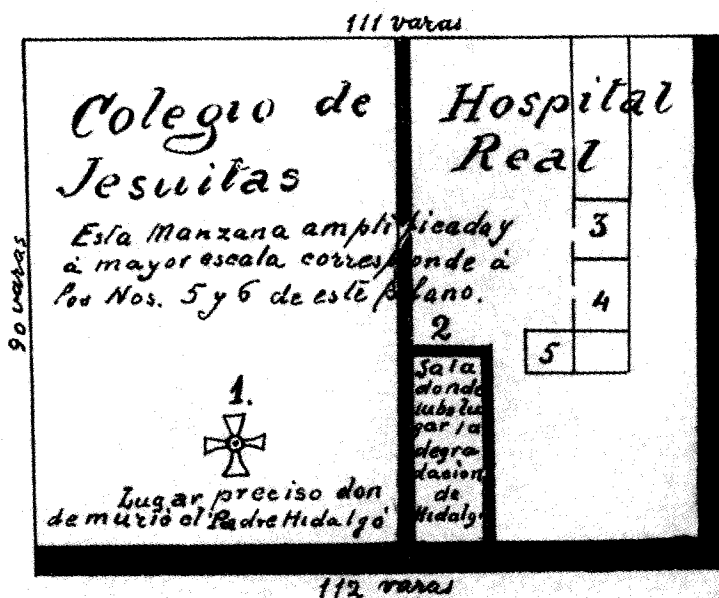 111 varas
Colegio de
Jesuitas
Hospital
Real
Esta Manzana amplificada y
á mayor escala corresponde á
los Nos. 5 y 6 de este plano.
90 varas
3
4
5
2
Sala
donde
tubo lu
gar la
degra
dacion
de
Hidalgo
1.
Lugar preciso don
de murió el Padre Hidalgo
112 varas